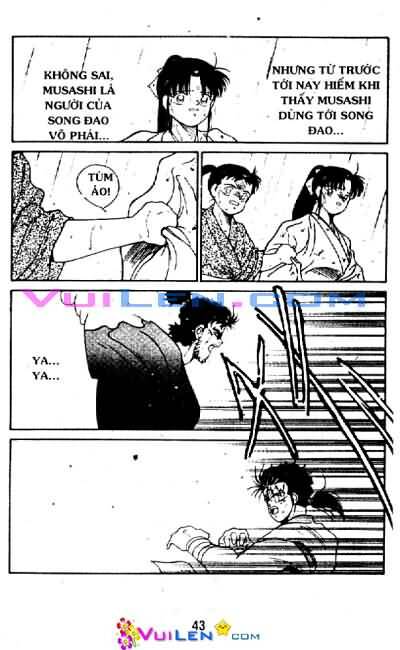 KHÔNG SAI,
MUSASHI LÀ
NGƯỜI CỦA
SONG ĐAO
VÕ PHÁI...
NHƯNG TỪ TRƯỚC
TỚI NAY HIẾM KHI
THẤY MUSASHI
DÙNG TỚI SONG
ĐAO...
TÚM
ÁO!
VUILEN.COM
YA...
YA...
43
VUILEN.COM